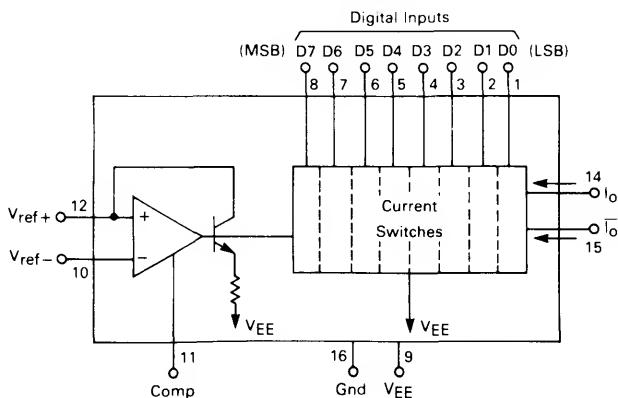 Digital Inputs
(MSB) D7 D6 D5 D4 D3 D2 D1 D0 (LSB)
8 7 6 5 4 3 2 1
12
Vref+
+
Vref−
−
10
Current
Switches
14
Io
Io
15
VEE
VEE
11
16
9
Comp
Gnd
VEE